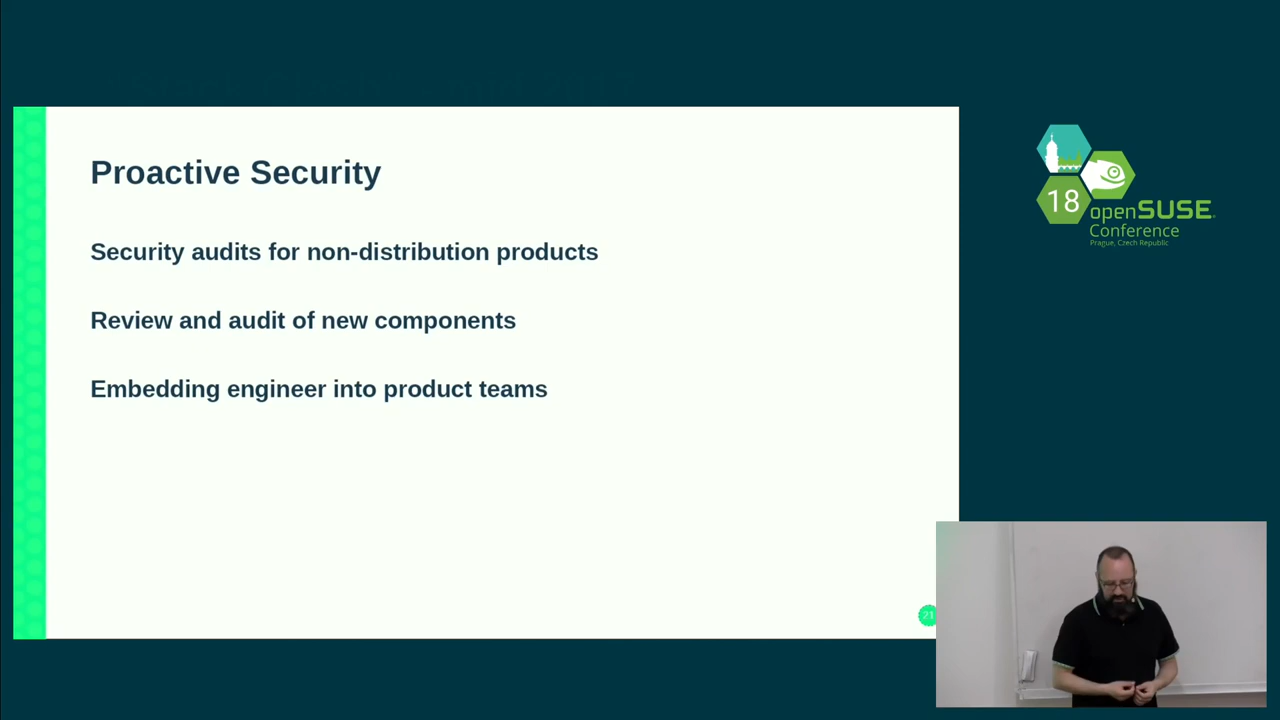 Proactive Security
Security audits for non-distribution products
Review and audit of new components
Embedding engineer into product teams
21
18
openSUSE
Conference
Prague, Czech Republic